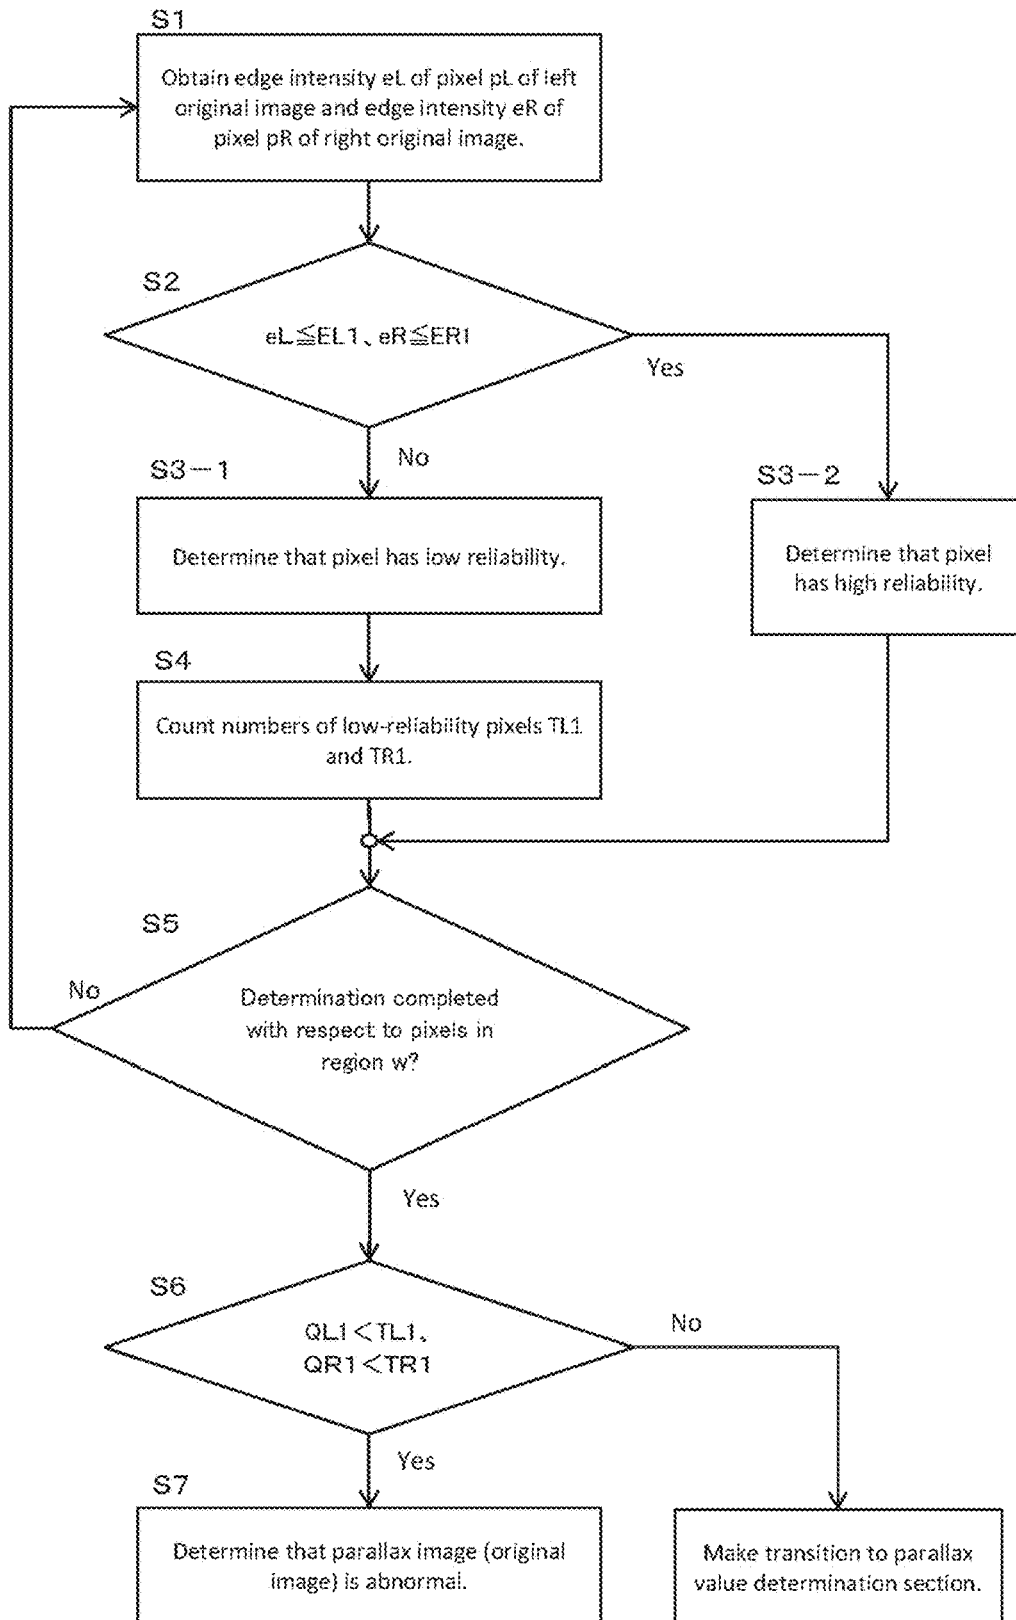 S1
Obtain edge intensity eL of pixel pL of left
original image and edge intensity eR of
pixel pR of right original image.
S2
eL≦EL1、eR≦ER1
Yes
No
S3－1
Determine that pixel has low reliability.
S3－2
Determine that pixel
has high reliability.
S4
Count numbers of low-reliability pixels TL1
and TR1.
S5
No
Determination completed
with respect to pixels in
region w?
Yes
S6
QL1＜TL1、
QR1＜TR1
No
Yes
S7
Determine that parallax image (original
image) is abnormal.
Make transition to parallax
value determination section.